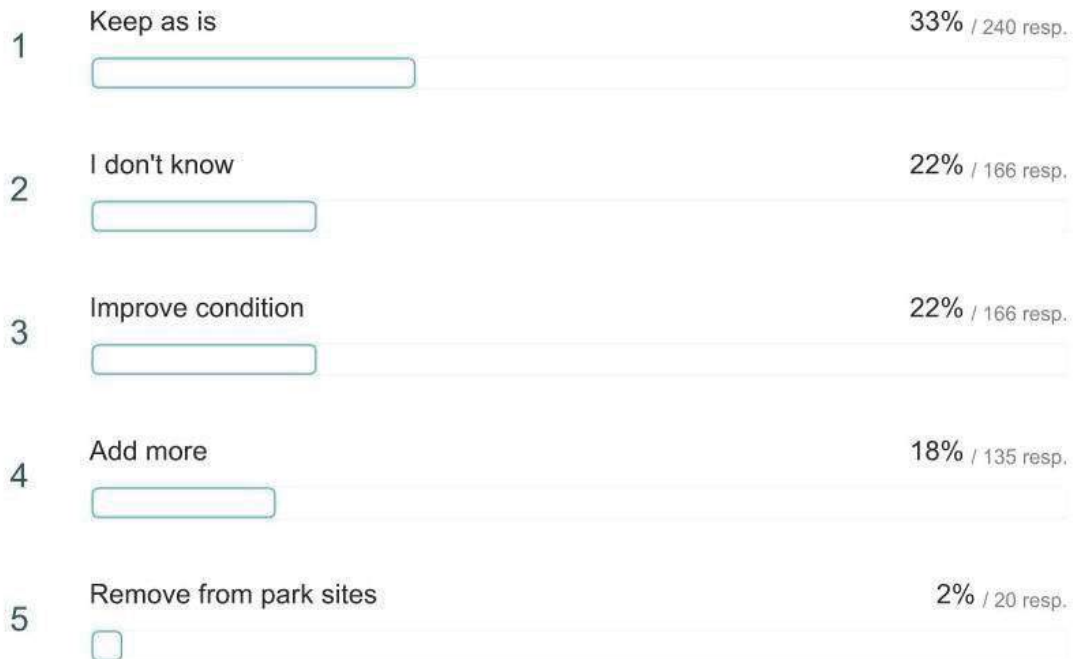 1 Keep as is 33% / 240 resp.
2 I don't know 22% / 166 resp.
3 Improve condition 22% / 166 resp.
4 Add more 18% / 135 resp.
5 Remove from park sites 2% / 20 resp.